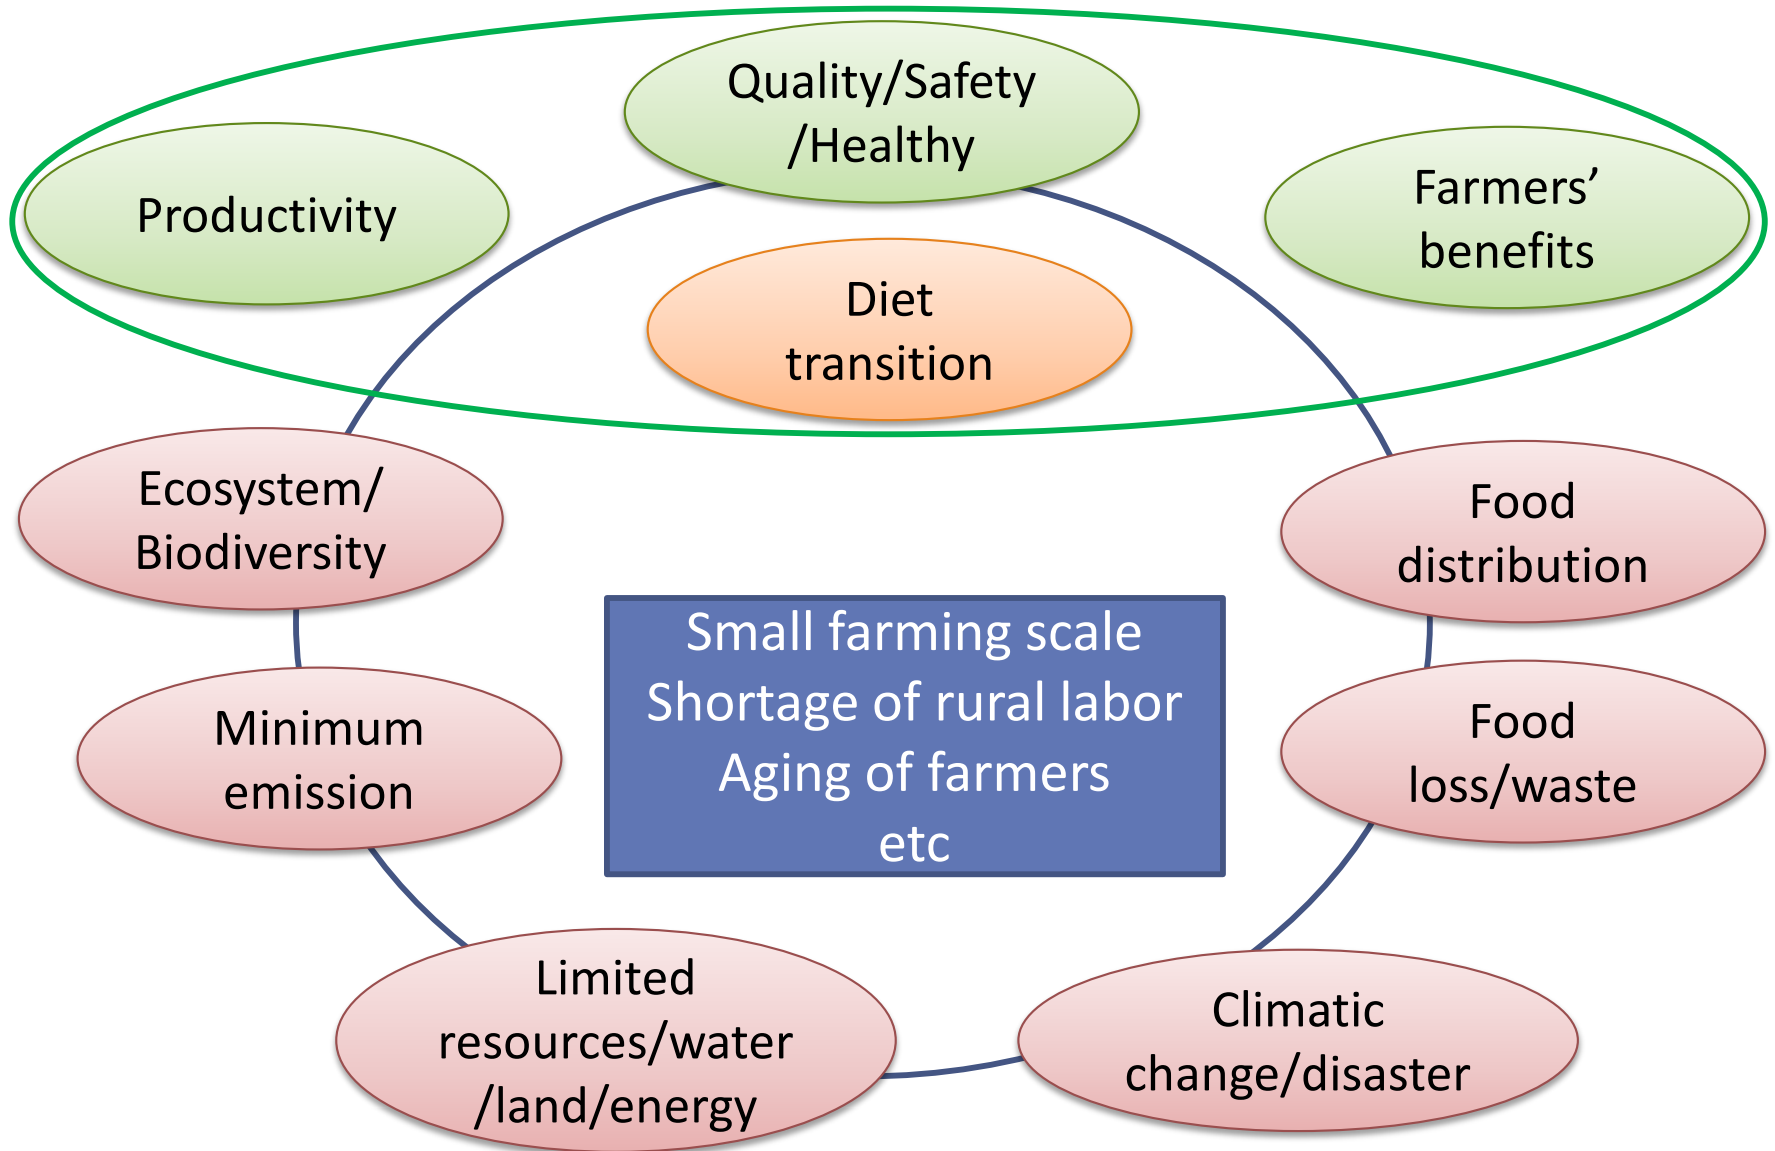 Quality/Safety
/Healthy
Productivity
Farmers’
benefits
Diet
transition
Ecosystem/
Biodiversity
Food
distribution
Small farming scale
Shortage of rural labor
Aging of farmers
etc
Minimum
emission
Food
loss/waste
Limited
resources/water
/land/energy
Climatic
change/disaster